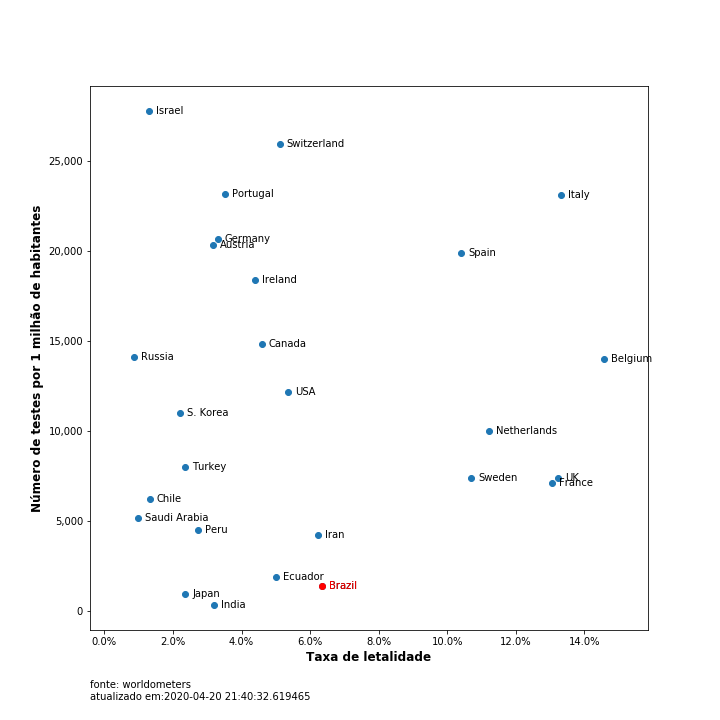 Israel
Switzerland
25,000
Portugal
Italy
Germany
Austria
20,000
Spain
Ireland
15,000
Canada
Russia
Belgium
USA
S. Korea
10,000
Netherlands
Turkey
Sweden
UK
France
Chile
5,000
Saudi Arabia
Peru
Iran
Ecuador
Brazil
Japan
India
0
Número de testes por 1 milhão de habitantes
0.0% 2.0% 4.0% 6.0% 8.0% 10.0% 12.0% 14.0%
Taxa de letalidade
fonte: worldometers
atualizado em:2020-04-20 21:40:32.619465